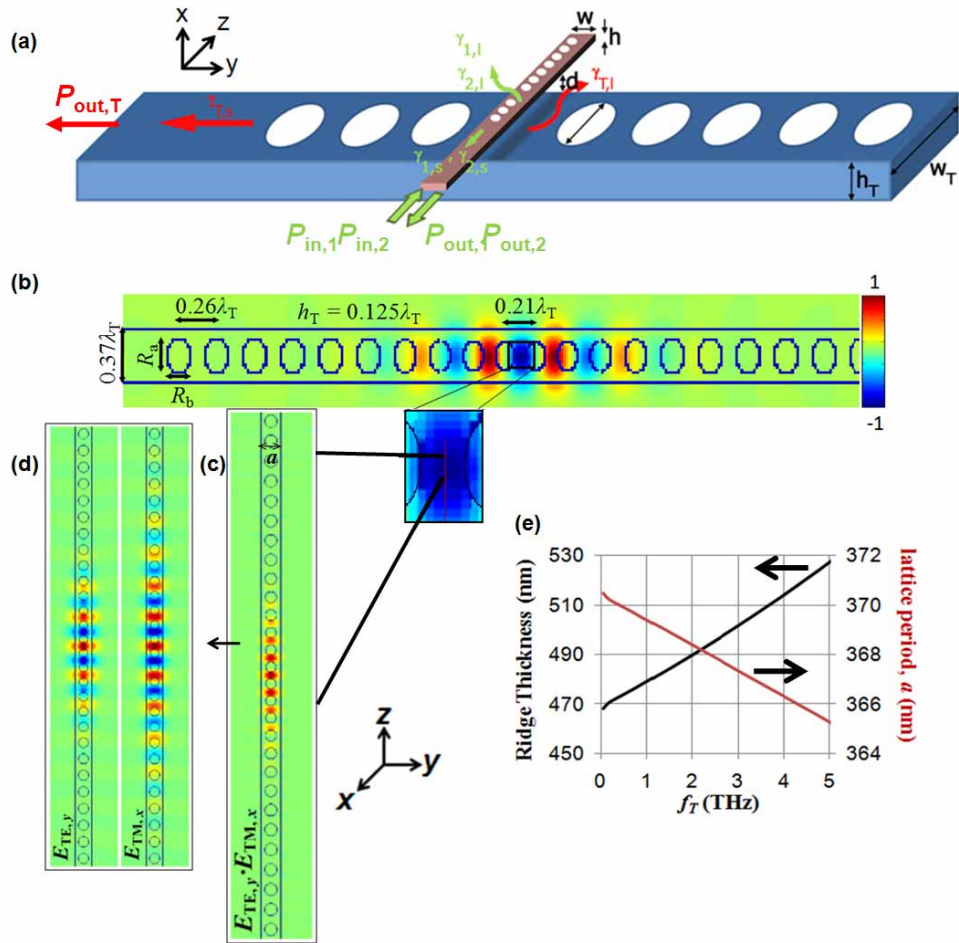 (a)
x
z
y
w
h
γ1,l
γ2,l
d
γT,l
Pout,T
γT,s
γ1,s , γ2,s
hT
wT
Pin,1Pin,2
Pout,1Pout,2
(b)
0.26λT
hT = 0.125λT
0.21λT
0.37λT
Ra
Rb
1
-1
(d)
(c)
a
ETE,y
ETM,x
ETE,y·ETM,x
z
y
x
(e)
Ridge Thickness (nm)
530
510
490
470
450
372
370
368
366
364
lattice period, a (nm)
0 1 2 3 4 5
fT (THz)